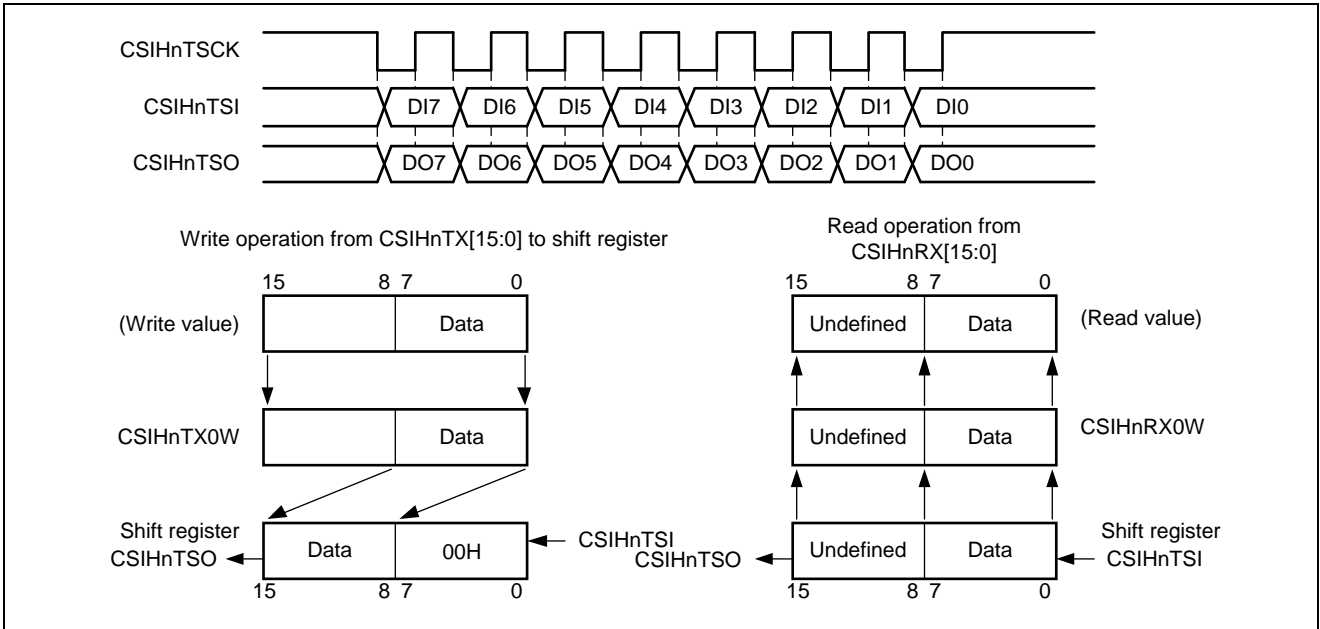 CSIHnTSCK
CSIHnTSI DI7 DI6 DI5 DI4 DI3 DI2 DI1 DI0
CSIHnTSO DO7 DO6 DO5 DO4 DO3 DO2 DO1 DO0
Write operation from CSIHnTX[15:0] to shift register
15 8 7 0
(Write value) Data
CSIHnTX0W Data
Shift register
CSIHnTSO Data 00H CSIHnTSI
15 8 7 0
Read operation from
CSIHnRX[15:0]
15 8 7 0
Undefined Data (Read value)
Undefined Data CSIHnRX0W
Shift register
CSIHnTSO Undefined Data CSIHnTSI
15 8 7 0